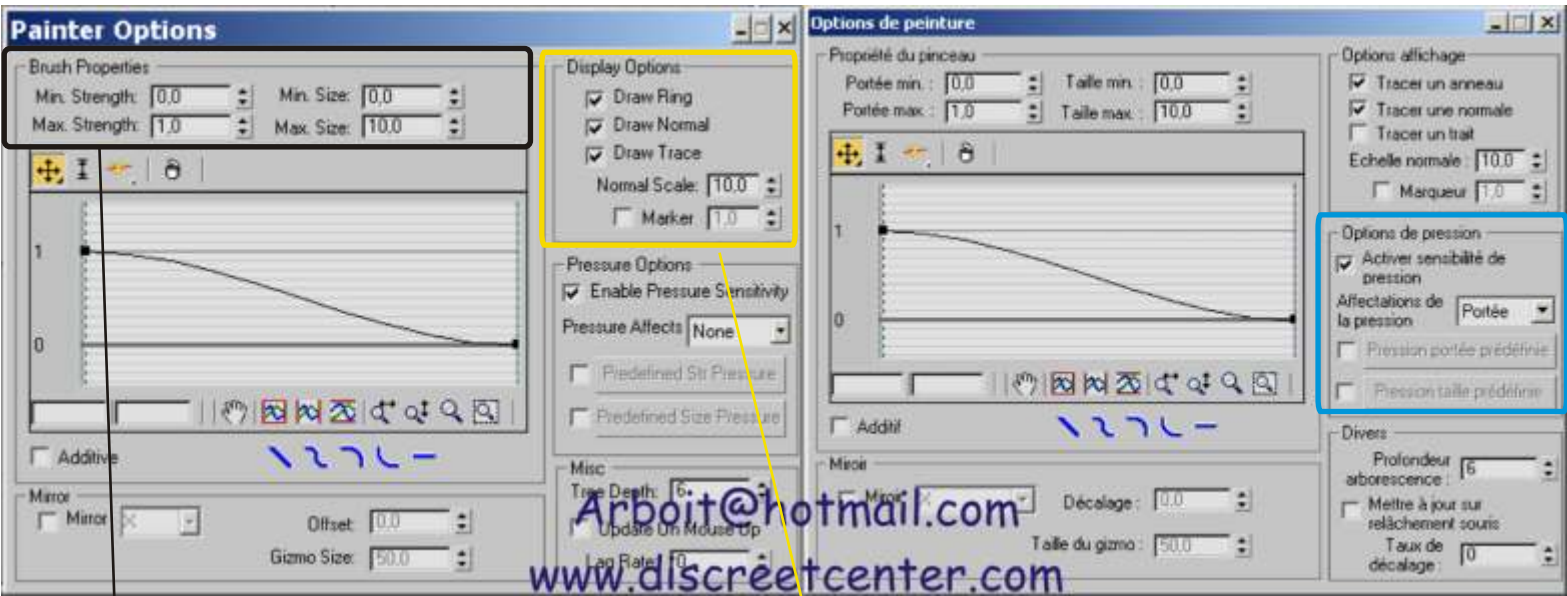 Painter Options
Brush Properties
Min. Strength: 0,0 Min. Size: 0,0
Max. Strength: 1,0 Max. Size: 10,0
1
0
Additive
Mirror
Mirror X Offset: 0,0
Gizmo Size: 50,0
Display Options
Draw Ring
Draw Normal
Draw Trace
Normal Scale: 10,0
Marker 1,0
Pressure Options
Enable Pressure Sensitivity
Pressure Affects None
Predefined Str Pressure
Predefined Size Pressure
Misc
Tree Depth: 6
Update On Mouse Up
Lag Rate: 0
Options de peinture
Propriété du pinceau
Portée min. : 0,0 Taille min. : 0,0
Portée max. : 1,0 Taille max. : 10,0
1
0
Additif
Miroir
Miroir X Décalage : 0,0
Taille du gizmo : 50,0
Options affichage
Tracer un anneau
Tracer une normale
Tracer un trait
Echelle normale : 10,0
Marqueur 1,0
Options de pression
Activer sensibilité de
pression
Affectations de
la pression Portée
Pression portée prédéfinie
Pression taille prédéfinie
Divers
Profondeur
arborescence : 6
Mettre à jour sur
relâchement souris
Taux de
décalage : 0
Arboit@hotmail.com
www.discreetcenter.com